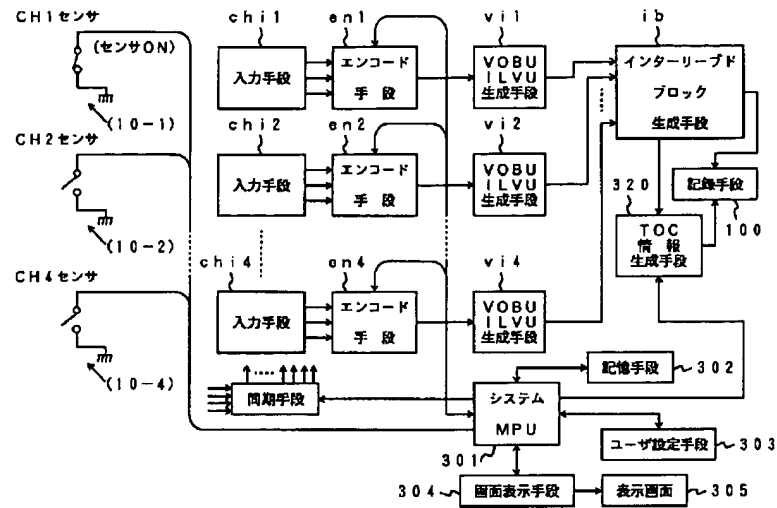 CH1センサ
(センサON)
(10-1)
CH2センサ
(10-2)
CH4センサ
(10-4)
chi1
en1
vi1
ib
入力手段
エンコード
手段
VOBU
ILVU
生成手段
インターリーブド
ブロック
生成手段
chi2
en2
vi2
入力手段
エンコード
手段
VOBU
ILVU
生成手段
320
記録手段
100
TOC
情報
生成手段
chi4
en4
vi4
入力手段
エンコード
手段
VOBU
ILVU
生成手段
同期手段
システム
MPU
301
記憶手段
302
ユーザ設定手段
303
304
画面表示手段
表示画面
305